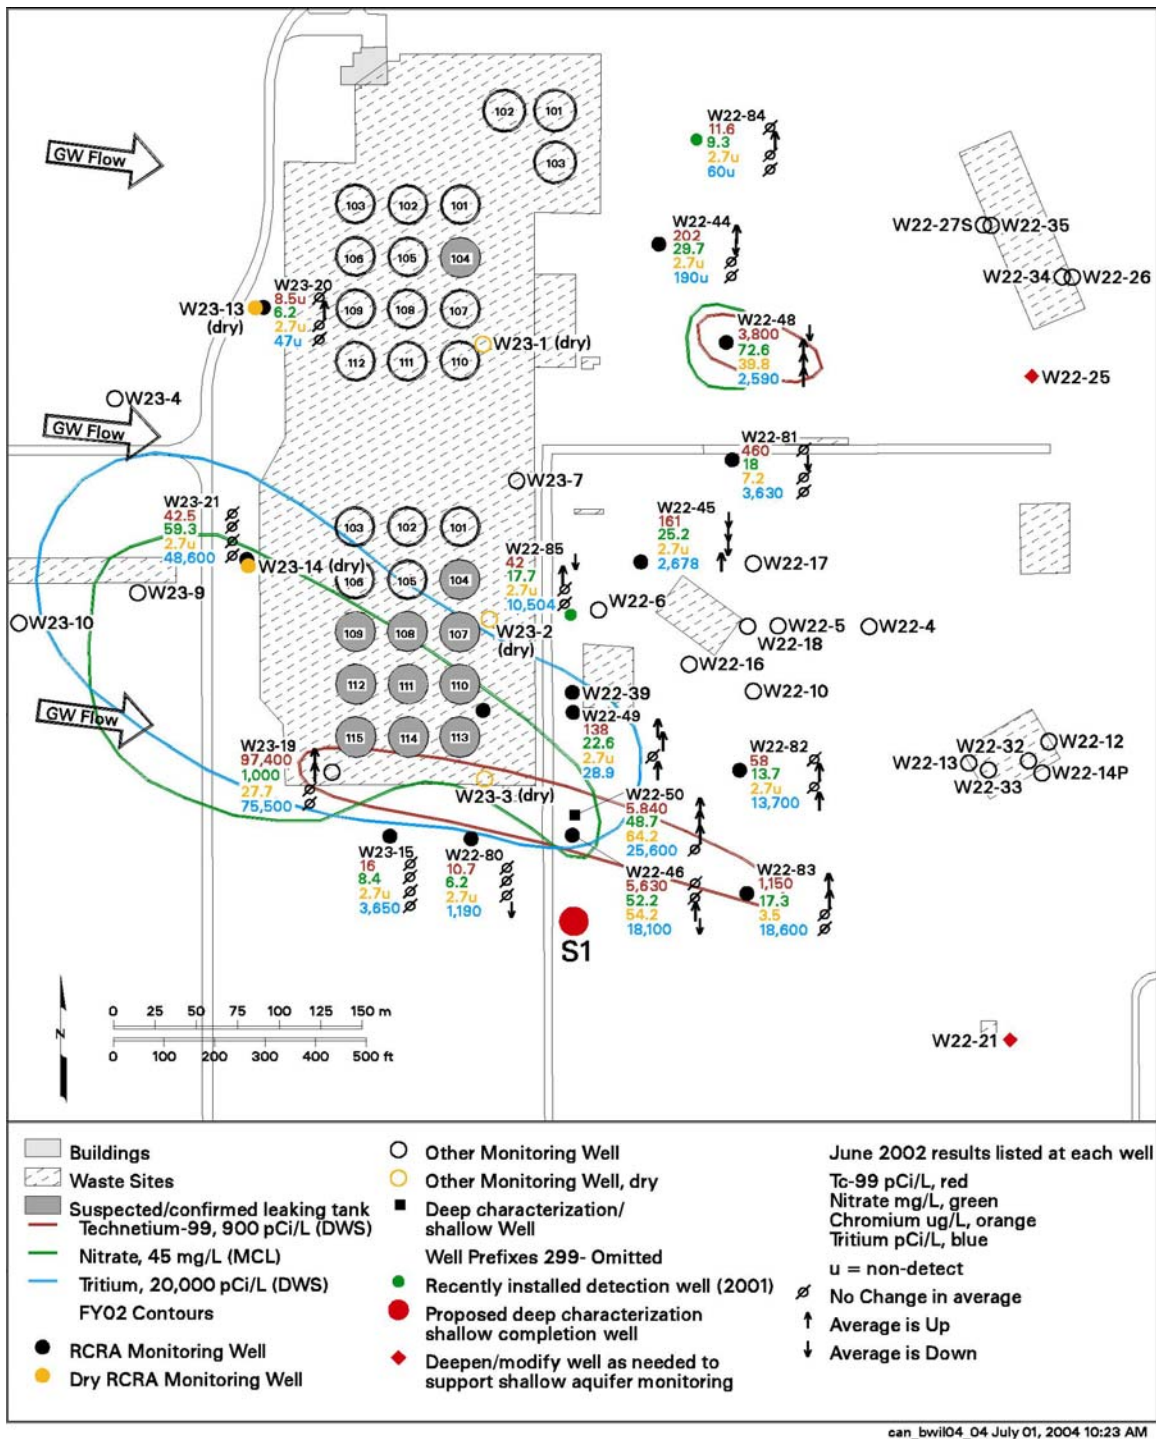 102
101
103
W22-84
11.6
9.3
2.7u
60u
GW Flow
103
102
101
106
105
104
109
108
107
112
111
110
W22-44
202
29.7
2.7u
190u
W22-27S
W22-35
W22-34
W22-26
W23-20
8.5u
6.2
2.7u
47u
W23-13
(dry)
W23-1 (dry)
W22-48
3,800
72.6
39.8
2,590
W22-25
W23-4
GW Flow
W22-81
460
18
7.2
3,630
W23-7
W23-21
42.5
59.3
2.7u
48,600
W23-14 (dry)
103
102
101
106
105
104
109
108
107
112
111
110
115
114
113
W22-85
42
17.7
2.7u
10,504
W22-45
161
25.2
2.7u
2,678
W22-17
W23-9
W23-10
W22-6
W23-2
(dry)
W22-5
W22-18
W22-4
W22-16
W22-10
GW Flow
W22-39
W22-49
138
22.6
2.7u
28.9
W23-19
97,400
1,000
27.7
75,500
W23-3 (dry)
W22-82
58
13.7
2.7u
13,700
W22-32
W22-12
W22-13
W22-33
W22-14P
W22-50
5,840
48.7
64.2
25,600
W23-15
16
8.4
2.7u
3,650
W22-80
10.7
6.2
2.7u
1,190
W22-46
5,630
52.2
54.2
18,100
W22-83
1,150
17.3
3.5
18,600
S1
W22-21
N
0 25 50 75 100 125 150 m
0 100 200 300 400 500 ft
Buildings
Waste Sites
Suspected/confirmed leaking tank
Technetium-99, 900 pCi/L (DWS)
Nitrate, 45 mg/L (MCL)
Tritium, 20,000 pCi/L (DWS)
FY02 Contours
RCRA Monitoring Well
Dry RCRA Monitoring Well
Other Monitoring Well
Other Monitoring Well, dry
Deep characterization/
shallow Well
Well Prefixes 299- Omitted
Recently installed detection well (2001)
Proposed deep characterization
shallow completion well
Deepen/modify well as needed to
support shallow aquifer monitoring
June 2002 results listed at each well
Tc-99 pCi/L, red
Nitrate mg/L, green
Chromium ug/L, orange
Tritium pCi/L, blue
u = non-detect
No Change in average
Average is Up
Average is Down
can_bwil04_04 July 01, 2004 10:23 AM